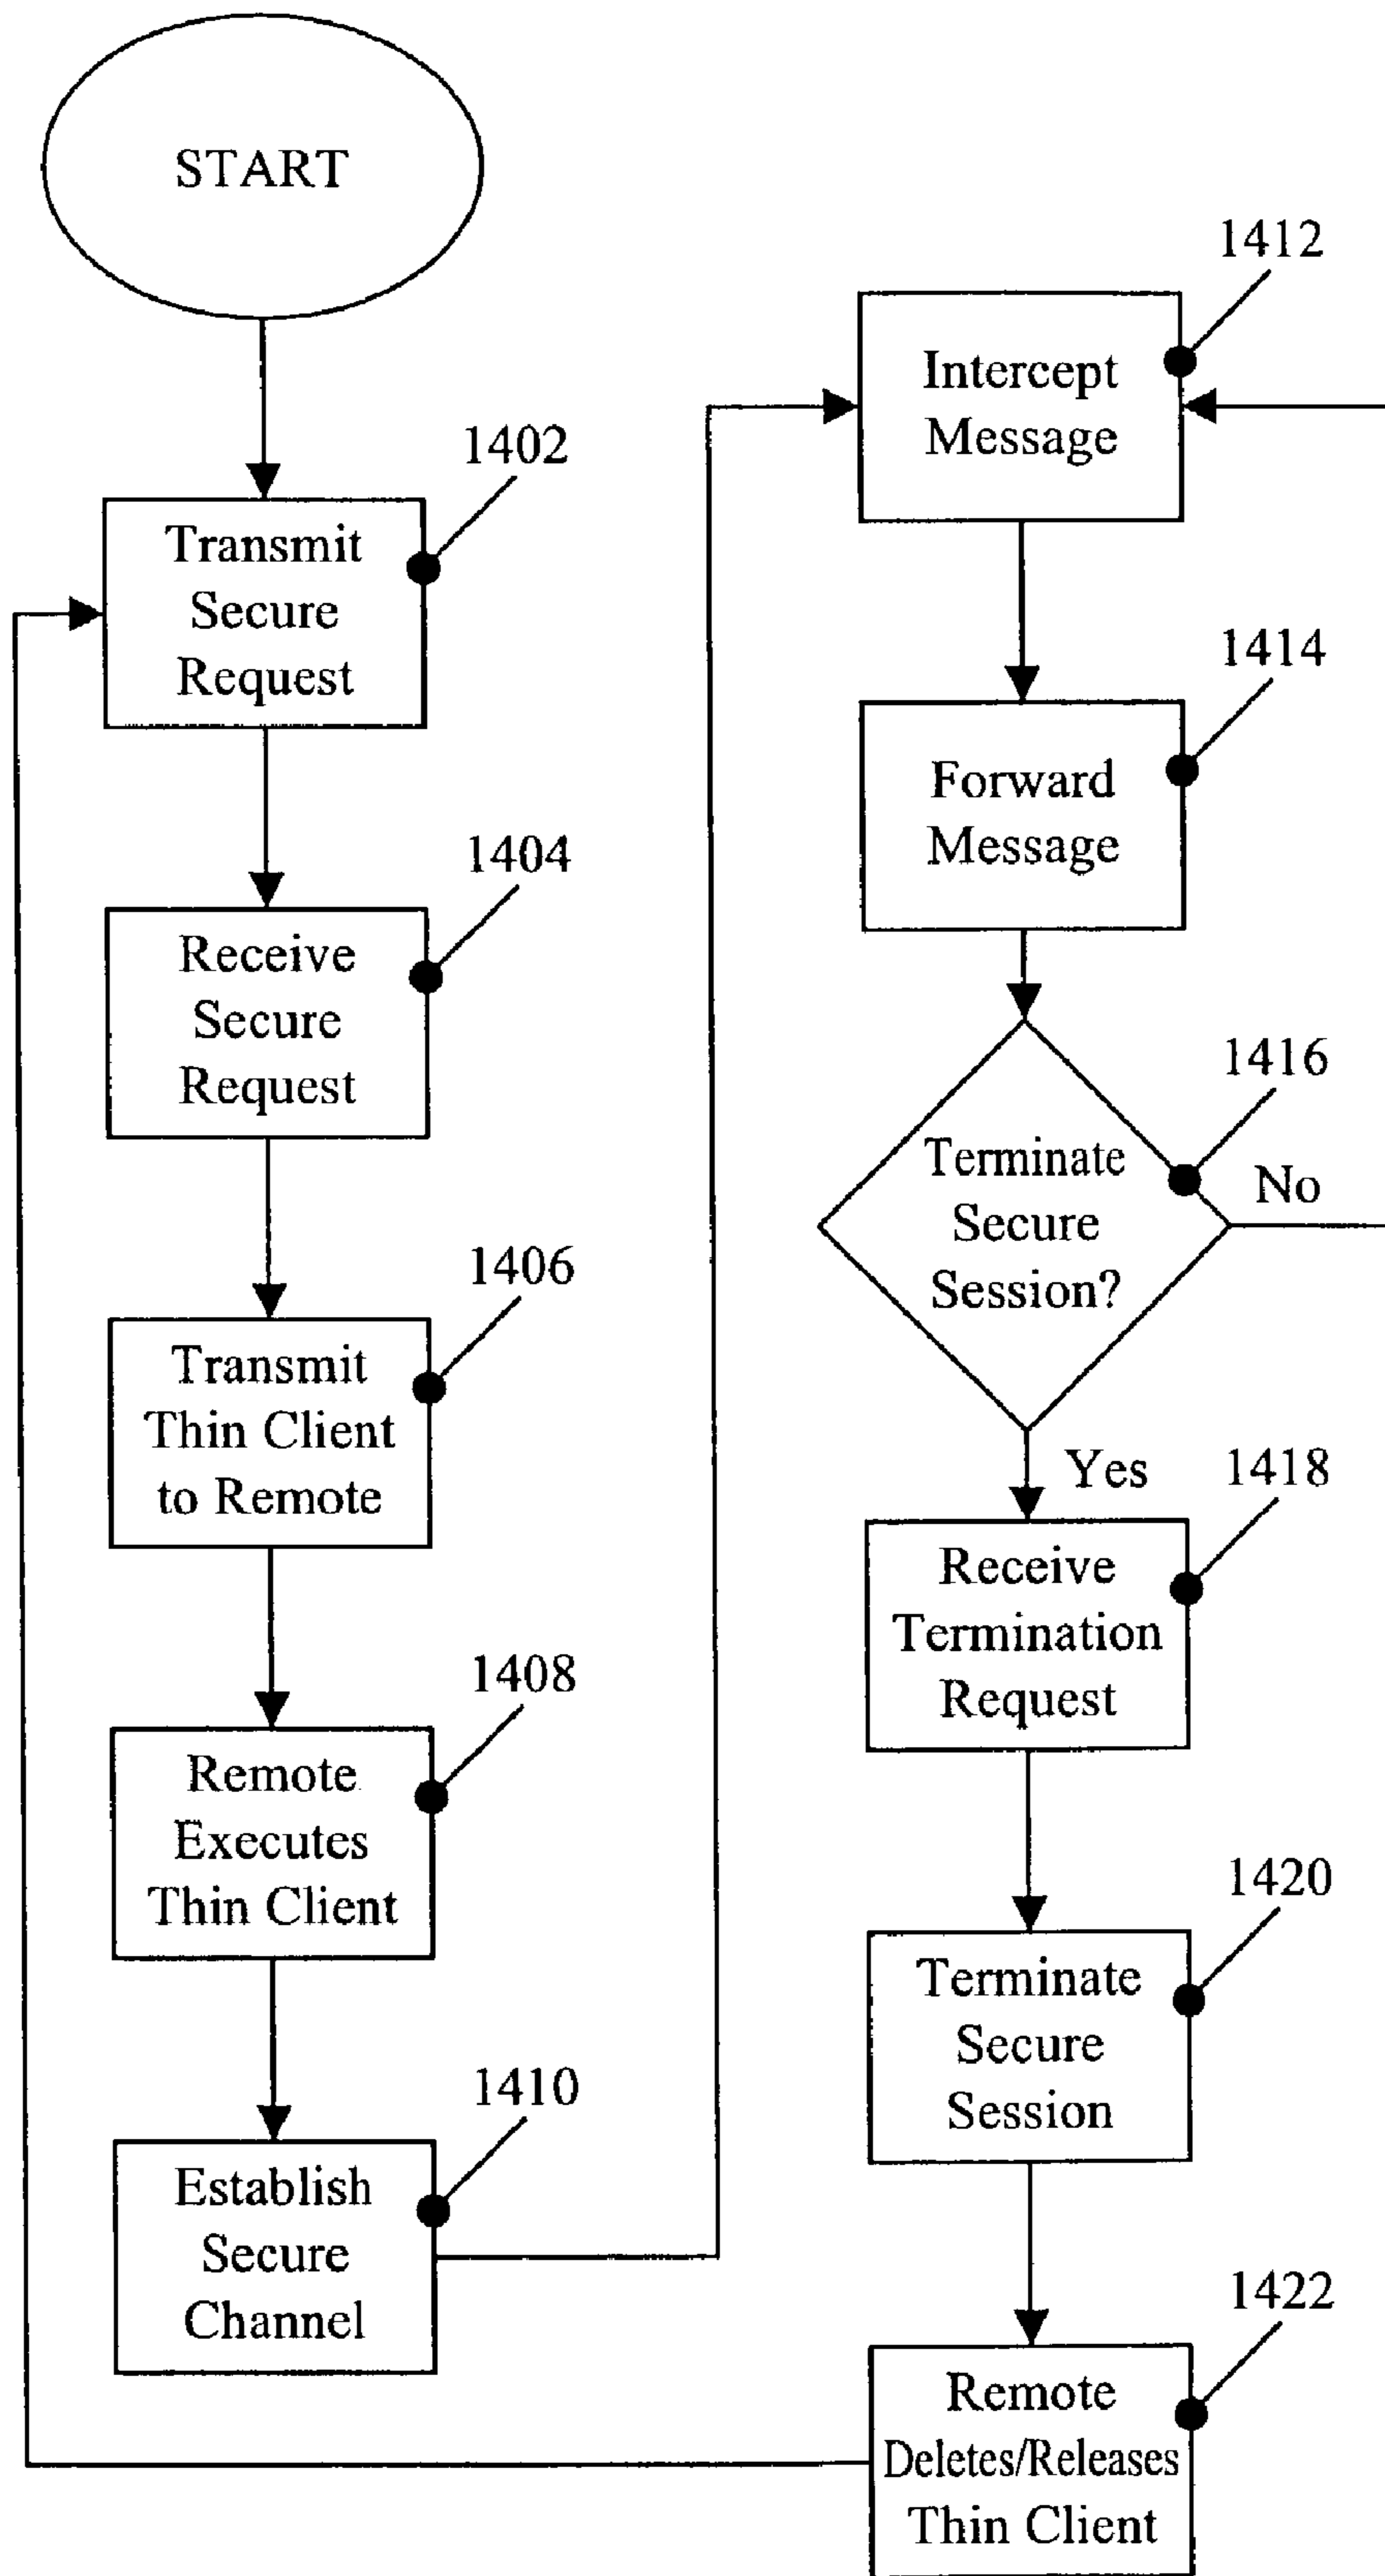 START
1402
Transmit
Secure
Request
1404
Receive
Secure
Request
1406
Transmit
Thin Client
to Remote
1408
Remote
Executes
Thin Client
1410
Establish
Secure
Channel
1412
Intercept
Message
1414
Forward
Message
1416
Terminate
Secure
Session?
No
Yes
1418
Receive
Termination
Request
1420
Terminate
Secure
Session
1422
Remote
Deletes/Releases
Thin Client